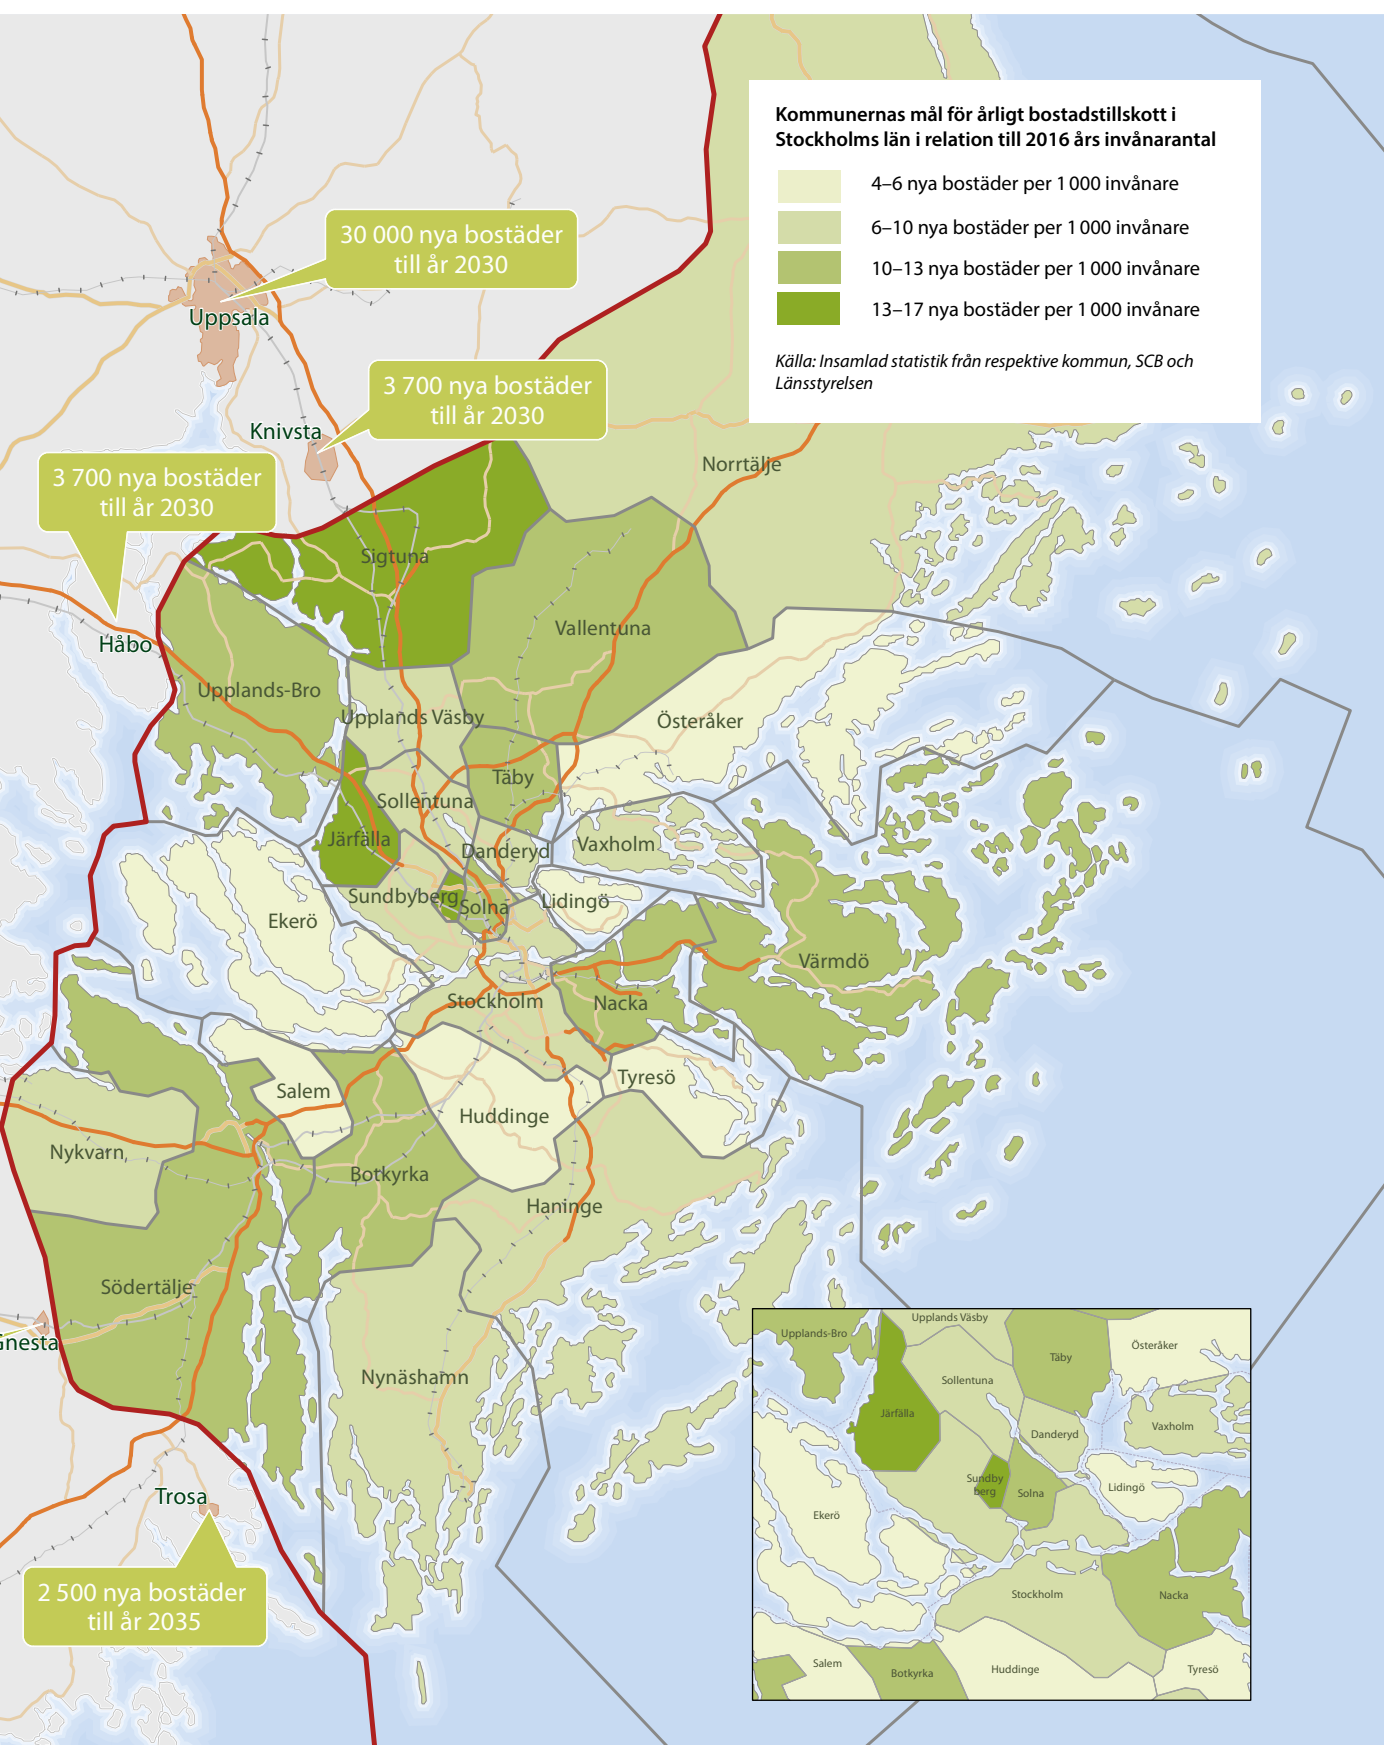 Kommunernas mål för årligt bostadstillskott i
Stockholms län i relation till 2016 års invånarantal
4–6 nya bostäder per 1 000 invånare
6–10 nya bostäder per 1 000 invånare
10–13 nya bostäder per 1 000 invånare
13–17 nya bostäder per 1 000 invånare
Källa: Insamlad statistik från respektive kommun, SCB och
Länsstyrelsen
30 000 nya bostäder
till år 2030
Uppsala
3 700 nya bostäder
till år 2030
Knivsta
3 700 nya bostäder
till år 2030
Håbo
Norrtälje
Sigtuna
Vallentuna
Upplands-Bro
Upplands Väsby
Österåker
Täby
Sollentuna
Järfälla
Danderyd
Vaxholm
Sundbyberg
Solna
Lidingö
Ekerö
Värmdö
Stockholm
Nacka
Tyresö
Salem
Huddinge
Nykvarn
Botkyrka
Haninge
Södertälje
Gnesta
Nynäshamn
Trosa
2 500 nya bostäder
till år 2035
Upplands Väsby
Upplands-Bro
Österåker
Täby
Sollentuna
Järfälla
Vaxholm
Danderyd
Sundby
berg
Solna
Lidingö
Ekerö
Stockholm
Nacka
Salem
Botkyrka
Huddinge
Tyresö